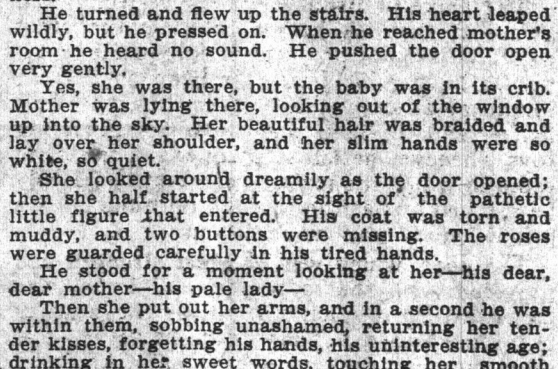 He turned and flew up the stairs. His heart leaped
wildly, but he pressed on. When he reached mother's
room he heard no sound. He pushed the door open
very gently.
Yes, she was there, but the baby was in its crib.
Mother was lying there, looking out of the window
up into the sky. Her beautiful hair was braided and
lay over her shoulder, and her slim hands were so
white, so quiet.
She looked around dreamily as the door opened;
then she half started at the sight of the pathetic
little figure that entered. His coat was torn and
muddy, and two buttons were missing. The roses
were guarded carefully in his tired hands.
He stood for a moment looking at her—his dear,
dear mother—his pale lady—
Then she put out her arms, and in a second he was
within them, sobbing unashamed, returning her ten-
der kisses, forgetting his hands, his uninteresting age;
drinking in her sweet words, touching her smooth